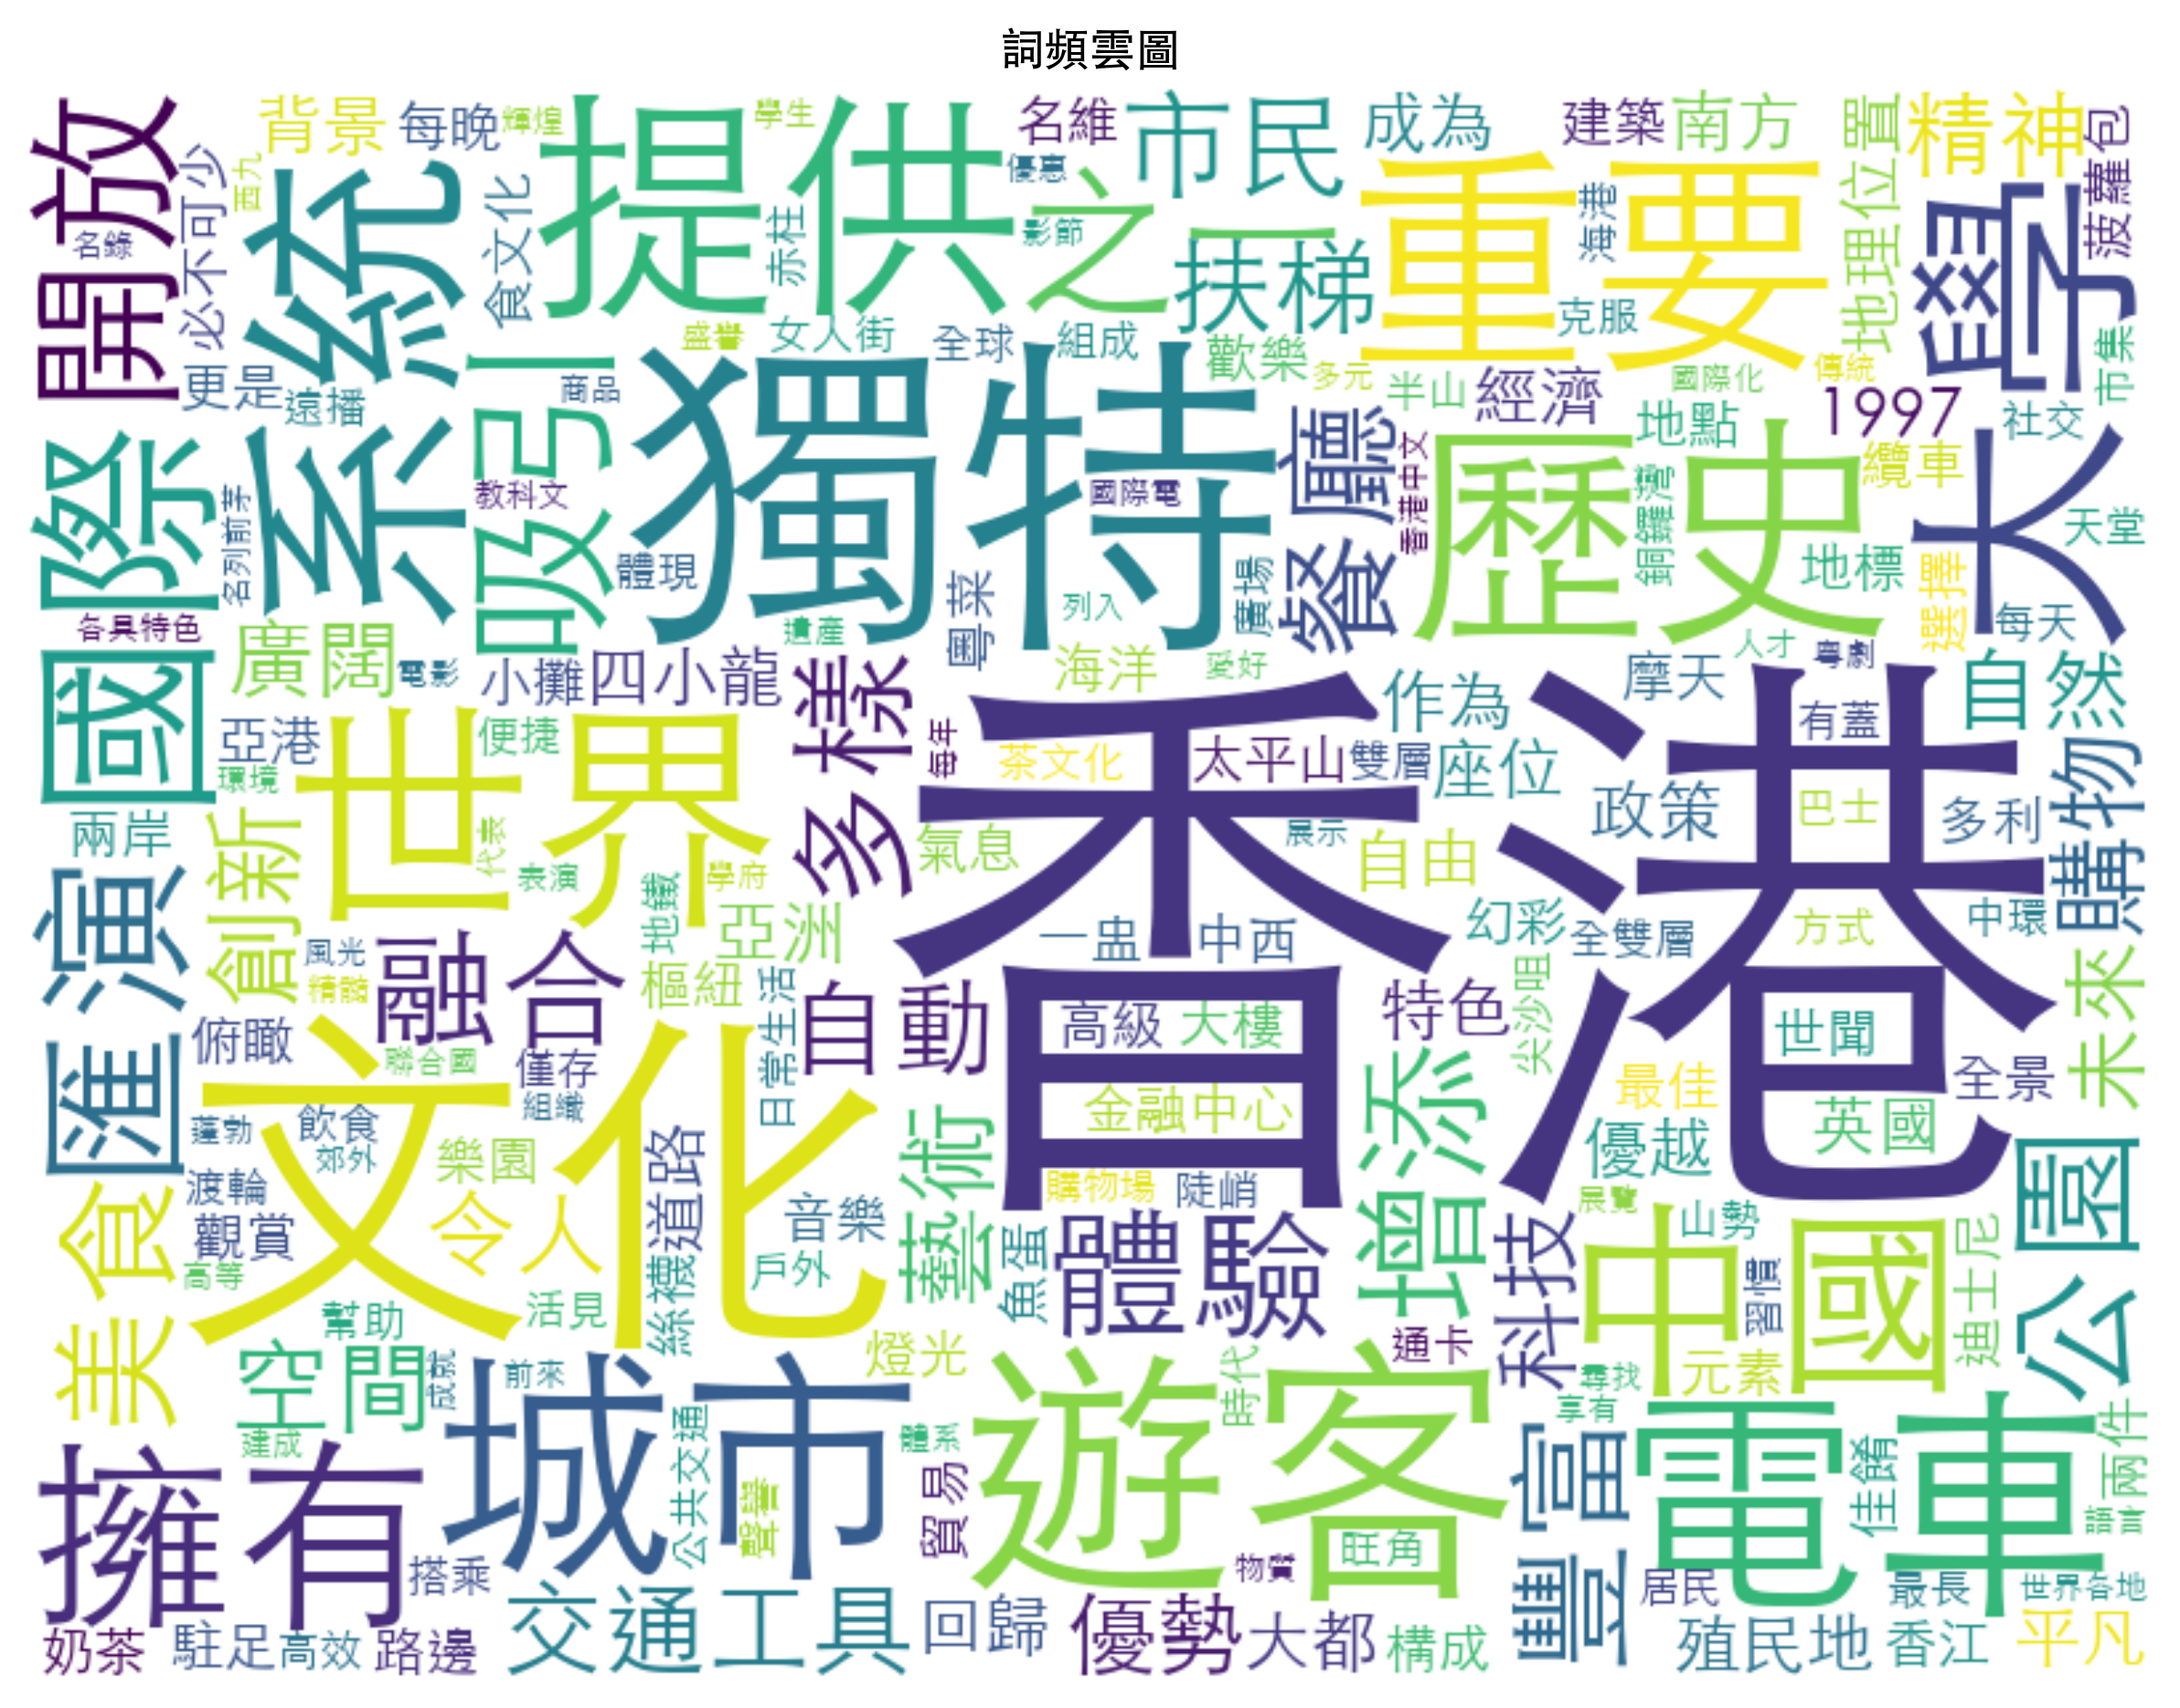 詞頻雲圖
開放
背景
每晚
輝煌
提供
學生
名維
市民
成為
建築
南方
地理位置
精神
菠蘿包
必不可少
西九
系統
食文化
赤柱
優惠
影節
之一
扶梯
重要
海港
克服
大學
名錄
更是
遠播
吸引
商品
盛譽
女人街
全球
組成
歡樂
多元
半山
經濟
國際化
傳統
1997
社交
市集
國際
名列前茅
教科文
獨特
國際電
餐廳
香港中文
歷史
地點
銅鑼灣
纜車
天堂
地標
選擇
每天
各具特色
廣闊
電影
體現
小攤
四小龍
遺產
粵菜
列入
廣場
海洋
愛好
人才
粵劇
摩天
自然
亞港
環境
便捷
世界
多樣
每年
茶文化
太平山
雙層
作為
座位
香港
有蓋
政策
巴士
多利
購物
兩岸
創新
代表
表演
學府
地鐵
亞洲
氣息
展示
自由
幻彩
全雙層
方式
中環
匯演
風光
精髓
融合
樞紐
日常生活
自動
一盅
中西
高級
大樓
特色
尖沙咀
世聞
全景
未來
俯瞰
聯合國
僅存
組織
文化
金融中心
增添
最佳
優越
英國
蓬勃
飲食
郊外
樂園
道路
藝術
購物場
陡峭
展覽
公園
渡輪
觀賞
高等
美食
令人
音樂
戶外
絲襪
魚蛋
體驗
科技
山勢
中國
習慣
迪士尼
幫助
活見
燈光
通卡
元素
空間
成就
前來
城市
時代
遊客
尋找
享有
建成
公共交通
聲譽
體系
貿易
旺角
豐富
電車
佳餚
兩件
語言
擁有
搭乘
物質
居民
最長
世界各地
奶茶
駐足
高效
路邊
交通工具
回歸
優勢
大都
構成
殖民地
香江
平凡